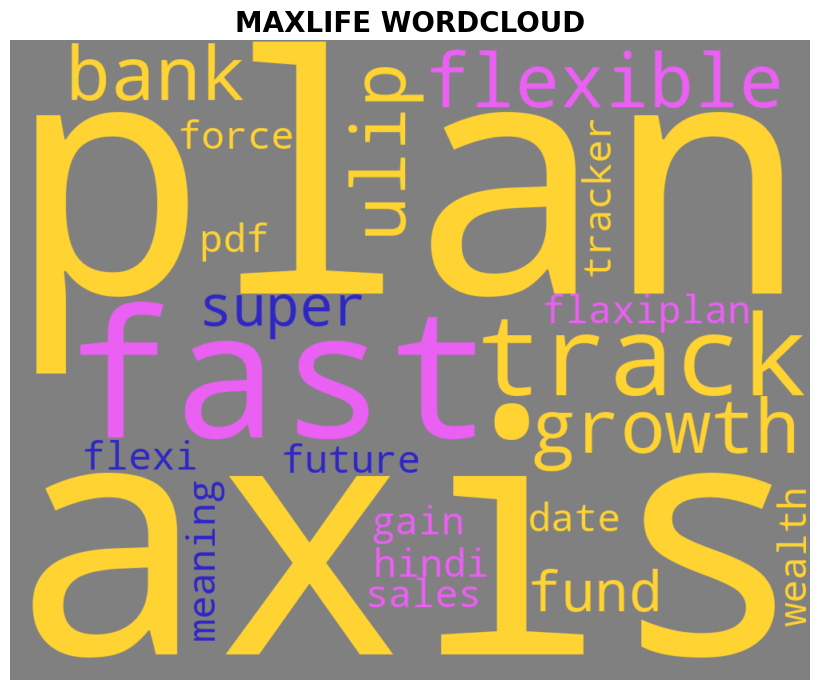 MAXLIFE WORDCLOUD
bank
flexible
ulip
force
plan
tracker
pdf
super
flaxiplan
fast
track
growth
flexi
future
axis
meaning
gain
date
wealth
hindi
fund
sales